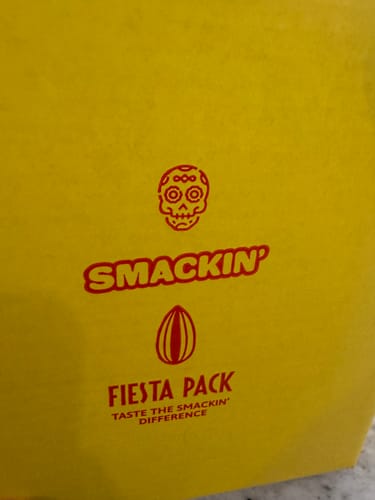 SMACKIN'
FIESTA PACK
TASTE THE SMACKIN'
DIFFERENCE